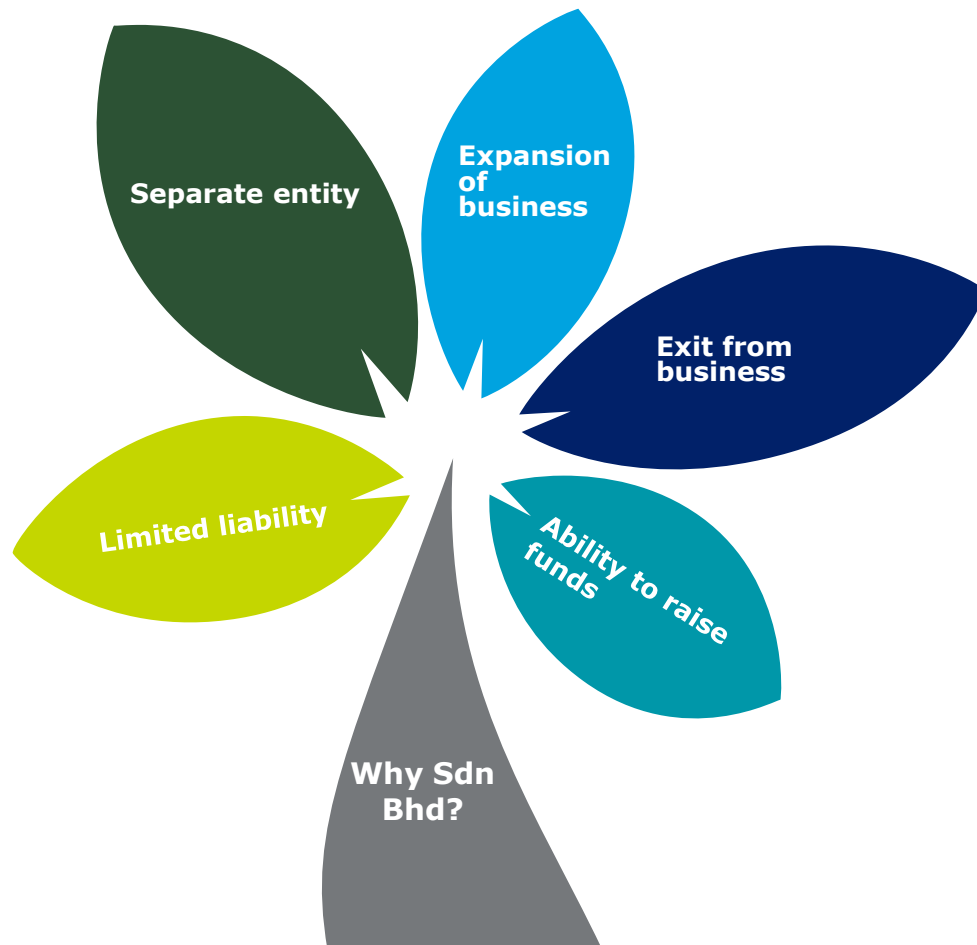 Separate entity
Expansion
of
business
Exit from
business
Limited liability
Ability to raise
funds
Why Sdn
Bhd?